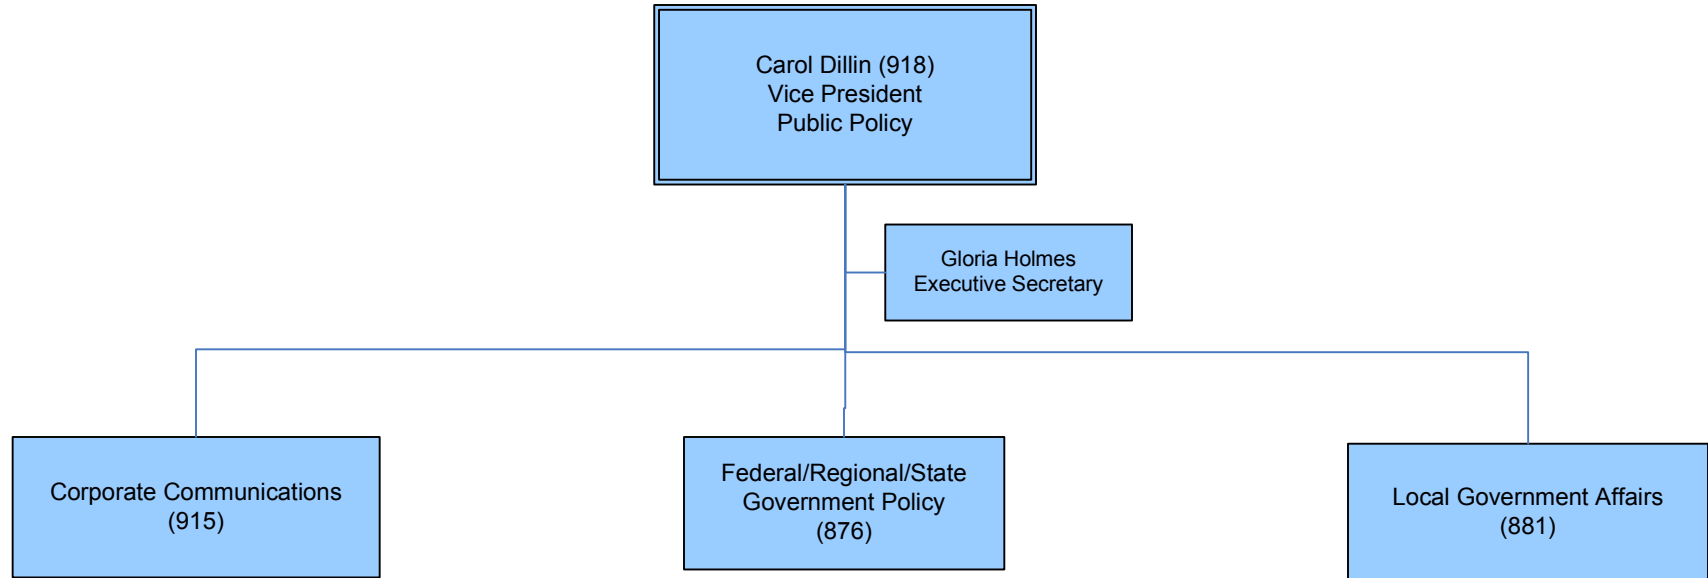 Carol Dillin (918)
Vice President
Public Policy
Gloria Holmes
Executive Secretary
Corporate Communications
(915)
Federal/Regional/State
Government Policy
(876)
Local Government Affairs
(881)